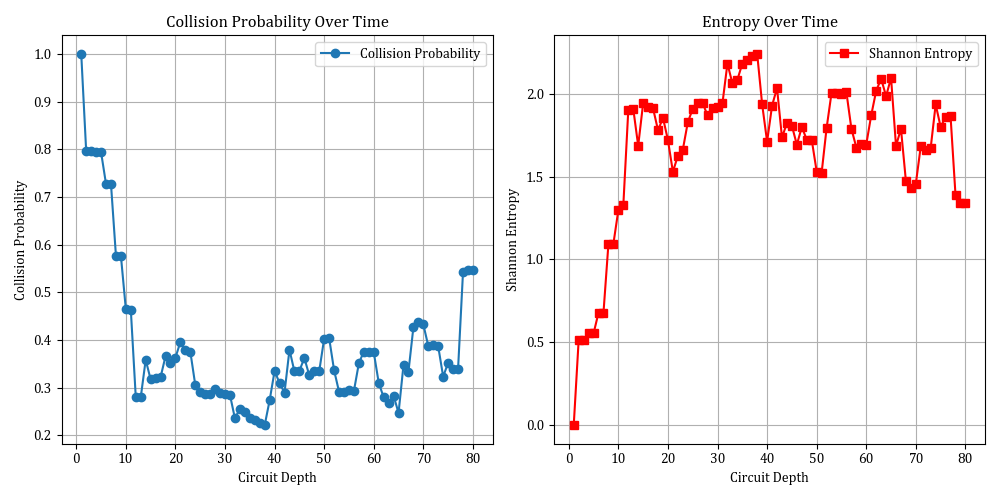 Collision Probability Over Time
Collision Probability
1.0
0.9
0.8
0.7
0.6
0.5
0.4
0.3
0.2
Collision Probability
0 10 20 30 40 50 60 70 80
Circuit Depth
Entropy Over Time
Shannon Entropy
2.0
1.5
1.0
0.5
0.0
Shannon Entropy
0 10 20 30 40 50 60 70 80
Circuit Depth